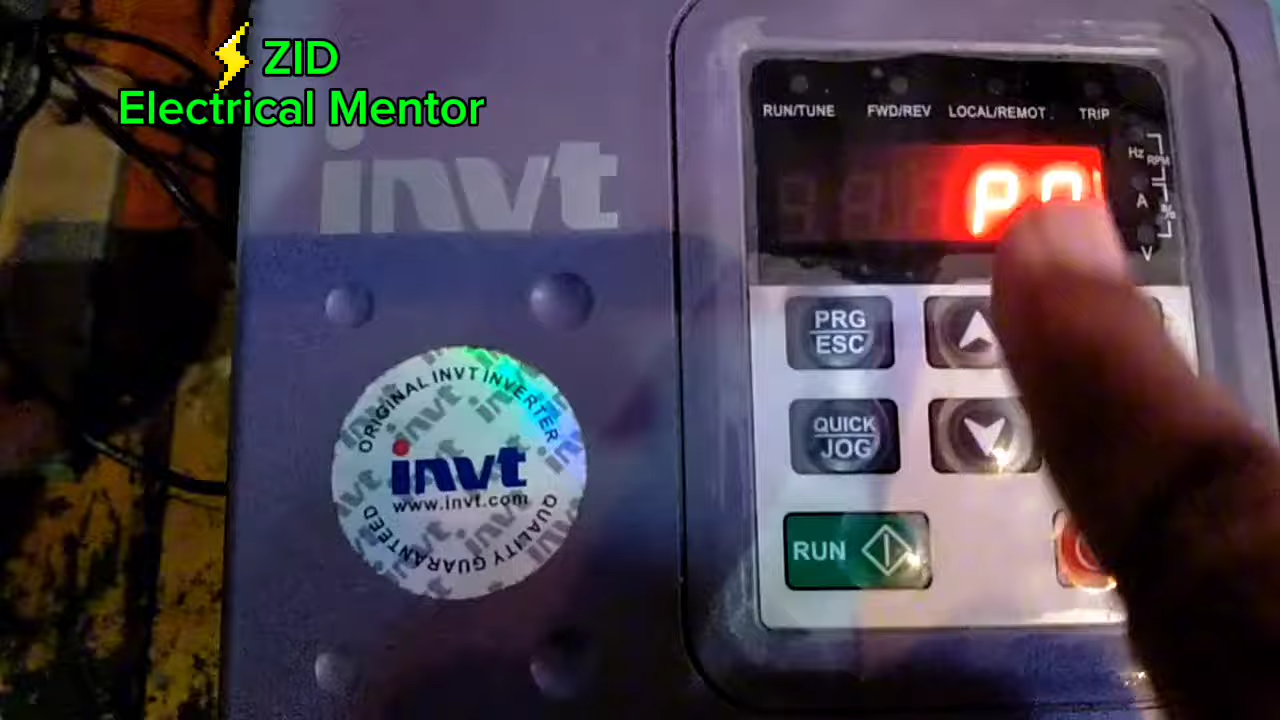 ⚡ ZID
Electrical Mentor
invt
ORIGINAL INVT INVERTER
invt
www.invt.com
QUALITY GUARANTEED
RUN/TUNE FWD/REV LOCAL/REMOT TRIP
Hz
RPM
A
%
V
PRG
ESC
QUICK
JOG
RUN